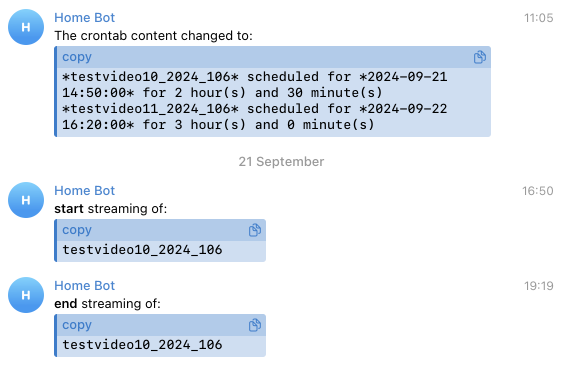 H
Home Bot 11:05
The crontab content changed to:
copy
*testvideo10_2024_106* scheduled for *2024-09-21
14:50:00* for 2 hour(s) and 30 minute(s)
*testvideo11_2024_106* scheduled for *2024-09-22
16:20:00* for 3 hour(s) and 0 minute(s)
21 September
H
Home Bot 16:50
start streaming of:
copy
testvideo10_2024_106
H
Home Bot 19:19
end streaming of:
copy
testvideo10_2024_106